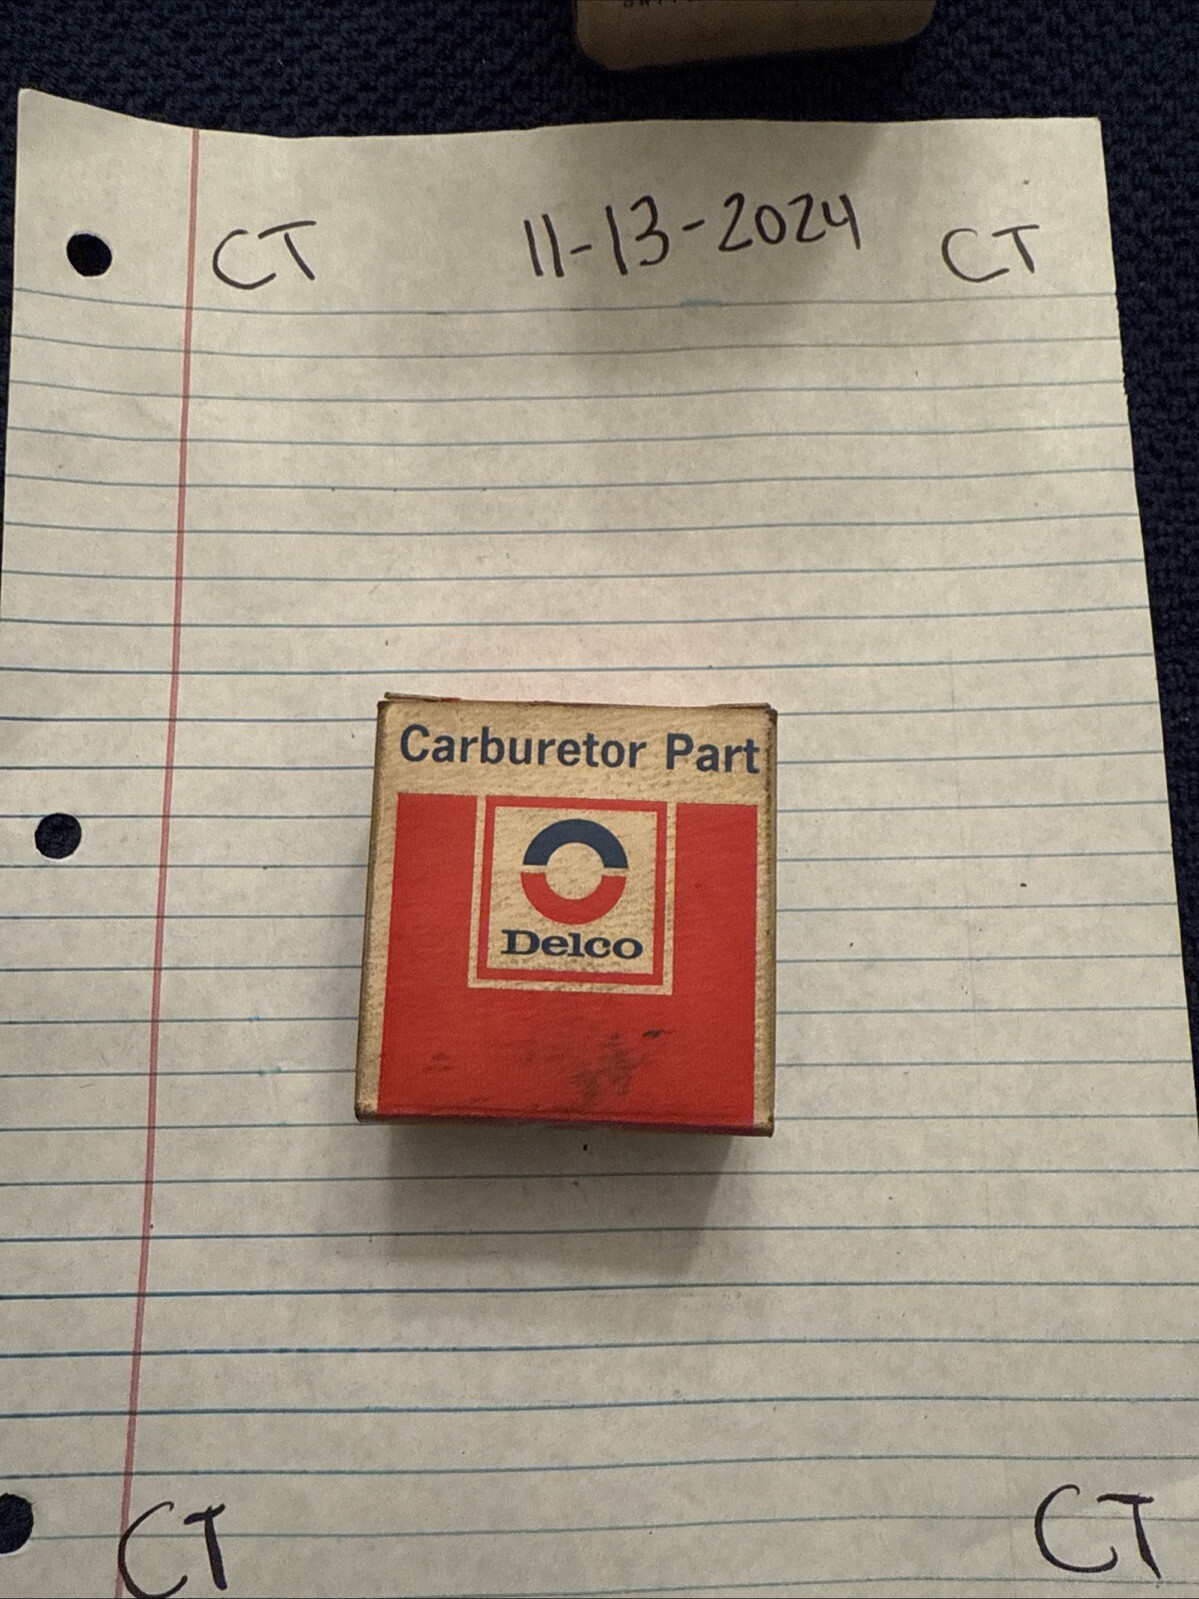 CT 11-13-2024 CT
Carburetor Part
Delco
CT CT